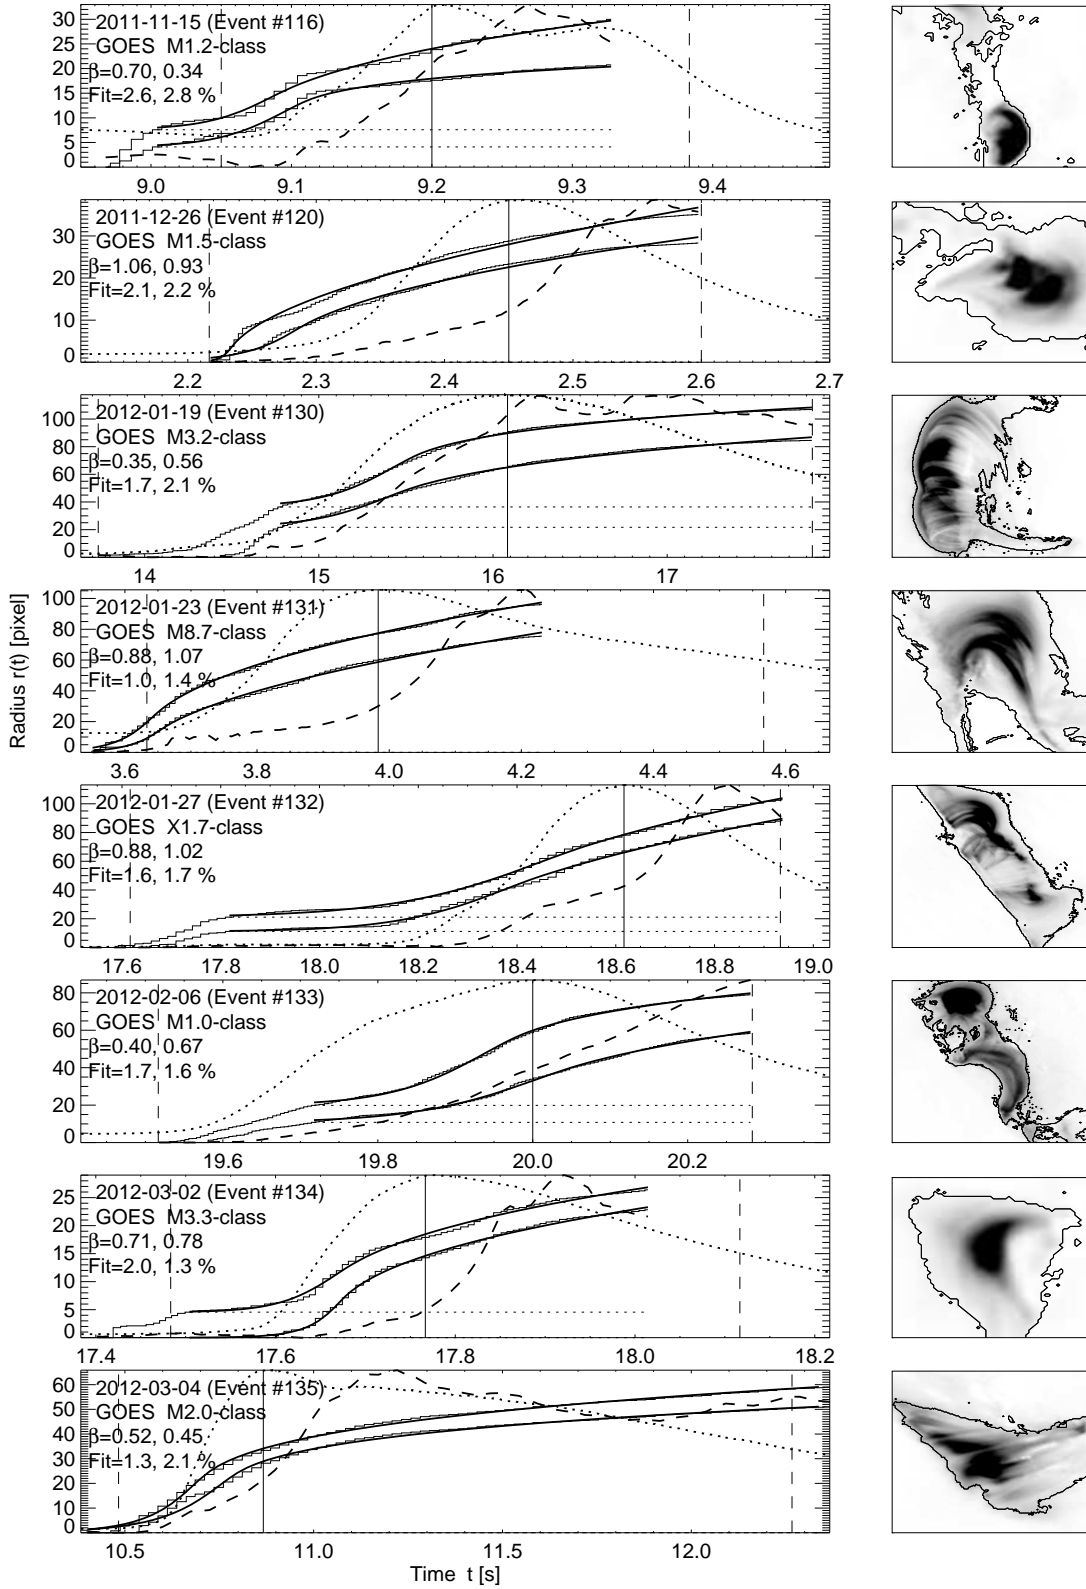 2011-11-15 (Event #116)
GOES M1.2-class
β=0.70, 0.34
Fit=2.6, 2.8 %
30
25
20
15
10
5
0
9.0 9.1 9.2 9.3 9.4
2011-12-26 (Event #120)
GOES M1.5-class
β=1.06, 0.93
Fit=2.1, 2.2 %
30
20
10
0
2.2 2.3 2.4 2.5 2.6 2.7
2012-01-19 (Event #130)
GOES M3.2-class
β=0.35, 0.56
Fit=1.7, 2.1 %
100
80
60
40
20
0
14 15 16 17
2012-01-23 (Event #131)
GOES M8.7-class
β=0.88, 1.07
Fit=1.0, 1.4 %
100
80
60
40
20
0
3.6 3.8 4.0 4.2 4.4 4.6
Radius r(t) [pixel]
2012-01-27 (Event #132)
GOES X1.7-class
β=0.88, 1.02
Fit=1.6, 1.7 %
100
80
60
40
20
0
17.6 17.8 18.0 18.2 18.4 18.6 18.8 19.0
2012-02-06 (Event #133)
GOES M1.0-class
β=0.40, 0.67
Fit=1.7, 1.6 %
80
60
40
20
0
19.6 19.8 20.0 20.2
2012-03-02 (Event #134)
GOES M3.3-class
β=0.71, 0.78
Fit=2.0, 1.3 %
25
20
15
10
5
0
17.4 17.6 17.8 18.0 18.2
2012-03-04 (Event #135)
GOES M2.0-class
β=0.52, 0.45
Fit=1.3, 2.1 %
60
50
40
30
20
10
0
10.5 11.0 11.5 12.0
Time t [s]